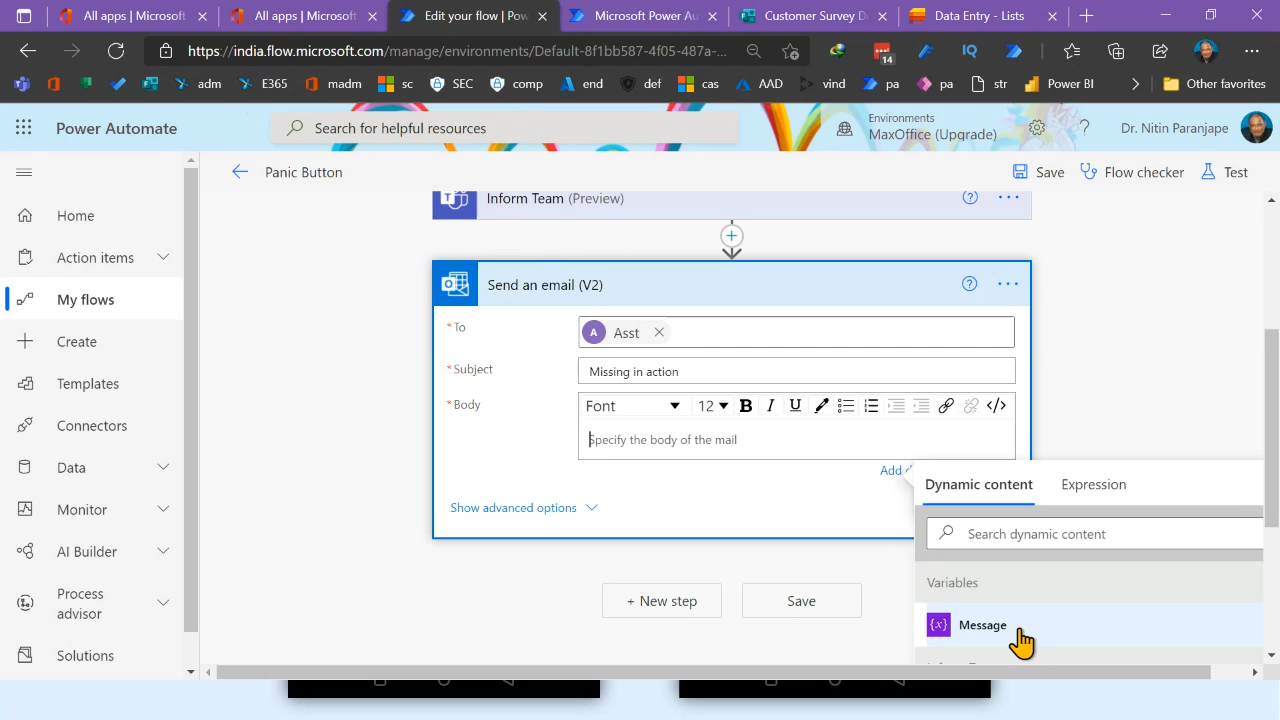 All apps | Microsoft
All apps | Microsoft
Edit your flow | Pow
Microsoft Power Au
Customer Survey D
Data Entry - Lists
https://india.flow.microsoft.com/manage/environments/Default-8f1bb587-4f05-487a-...
IQ
14
adm
E365
madm
sc
SEC
comp
end
def
cas
AAD
vind
pa
pa
str
Power BI
Other favorites
Power Automate
Search for helpful resources
Environments
MaxOffice (Upgrade)
Dr. Nitin Paranjape
Panic Button
Save
Flow checker
Test
Home
Action items
My flows
Create
Templates
Connectors
Data
Monitor
AI Builder
Process
advisor
Solutions
Inform Team (Preview)
Send an email (V2)
* To
A Asst
* Subject
Missing in action
* Body
Font
12
B I U
Specify the body of the mail
Add
Show advanced options
+ New step
Save
Dynamic content
Expression
Search dynamic content
Variables
{x} Message